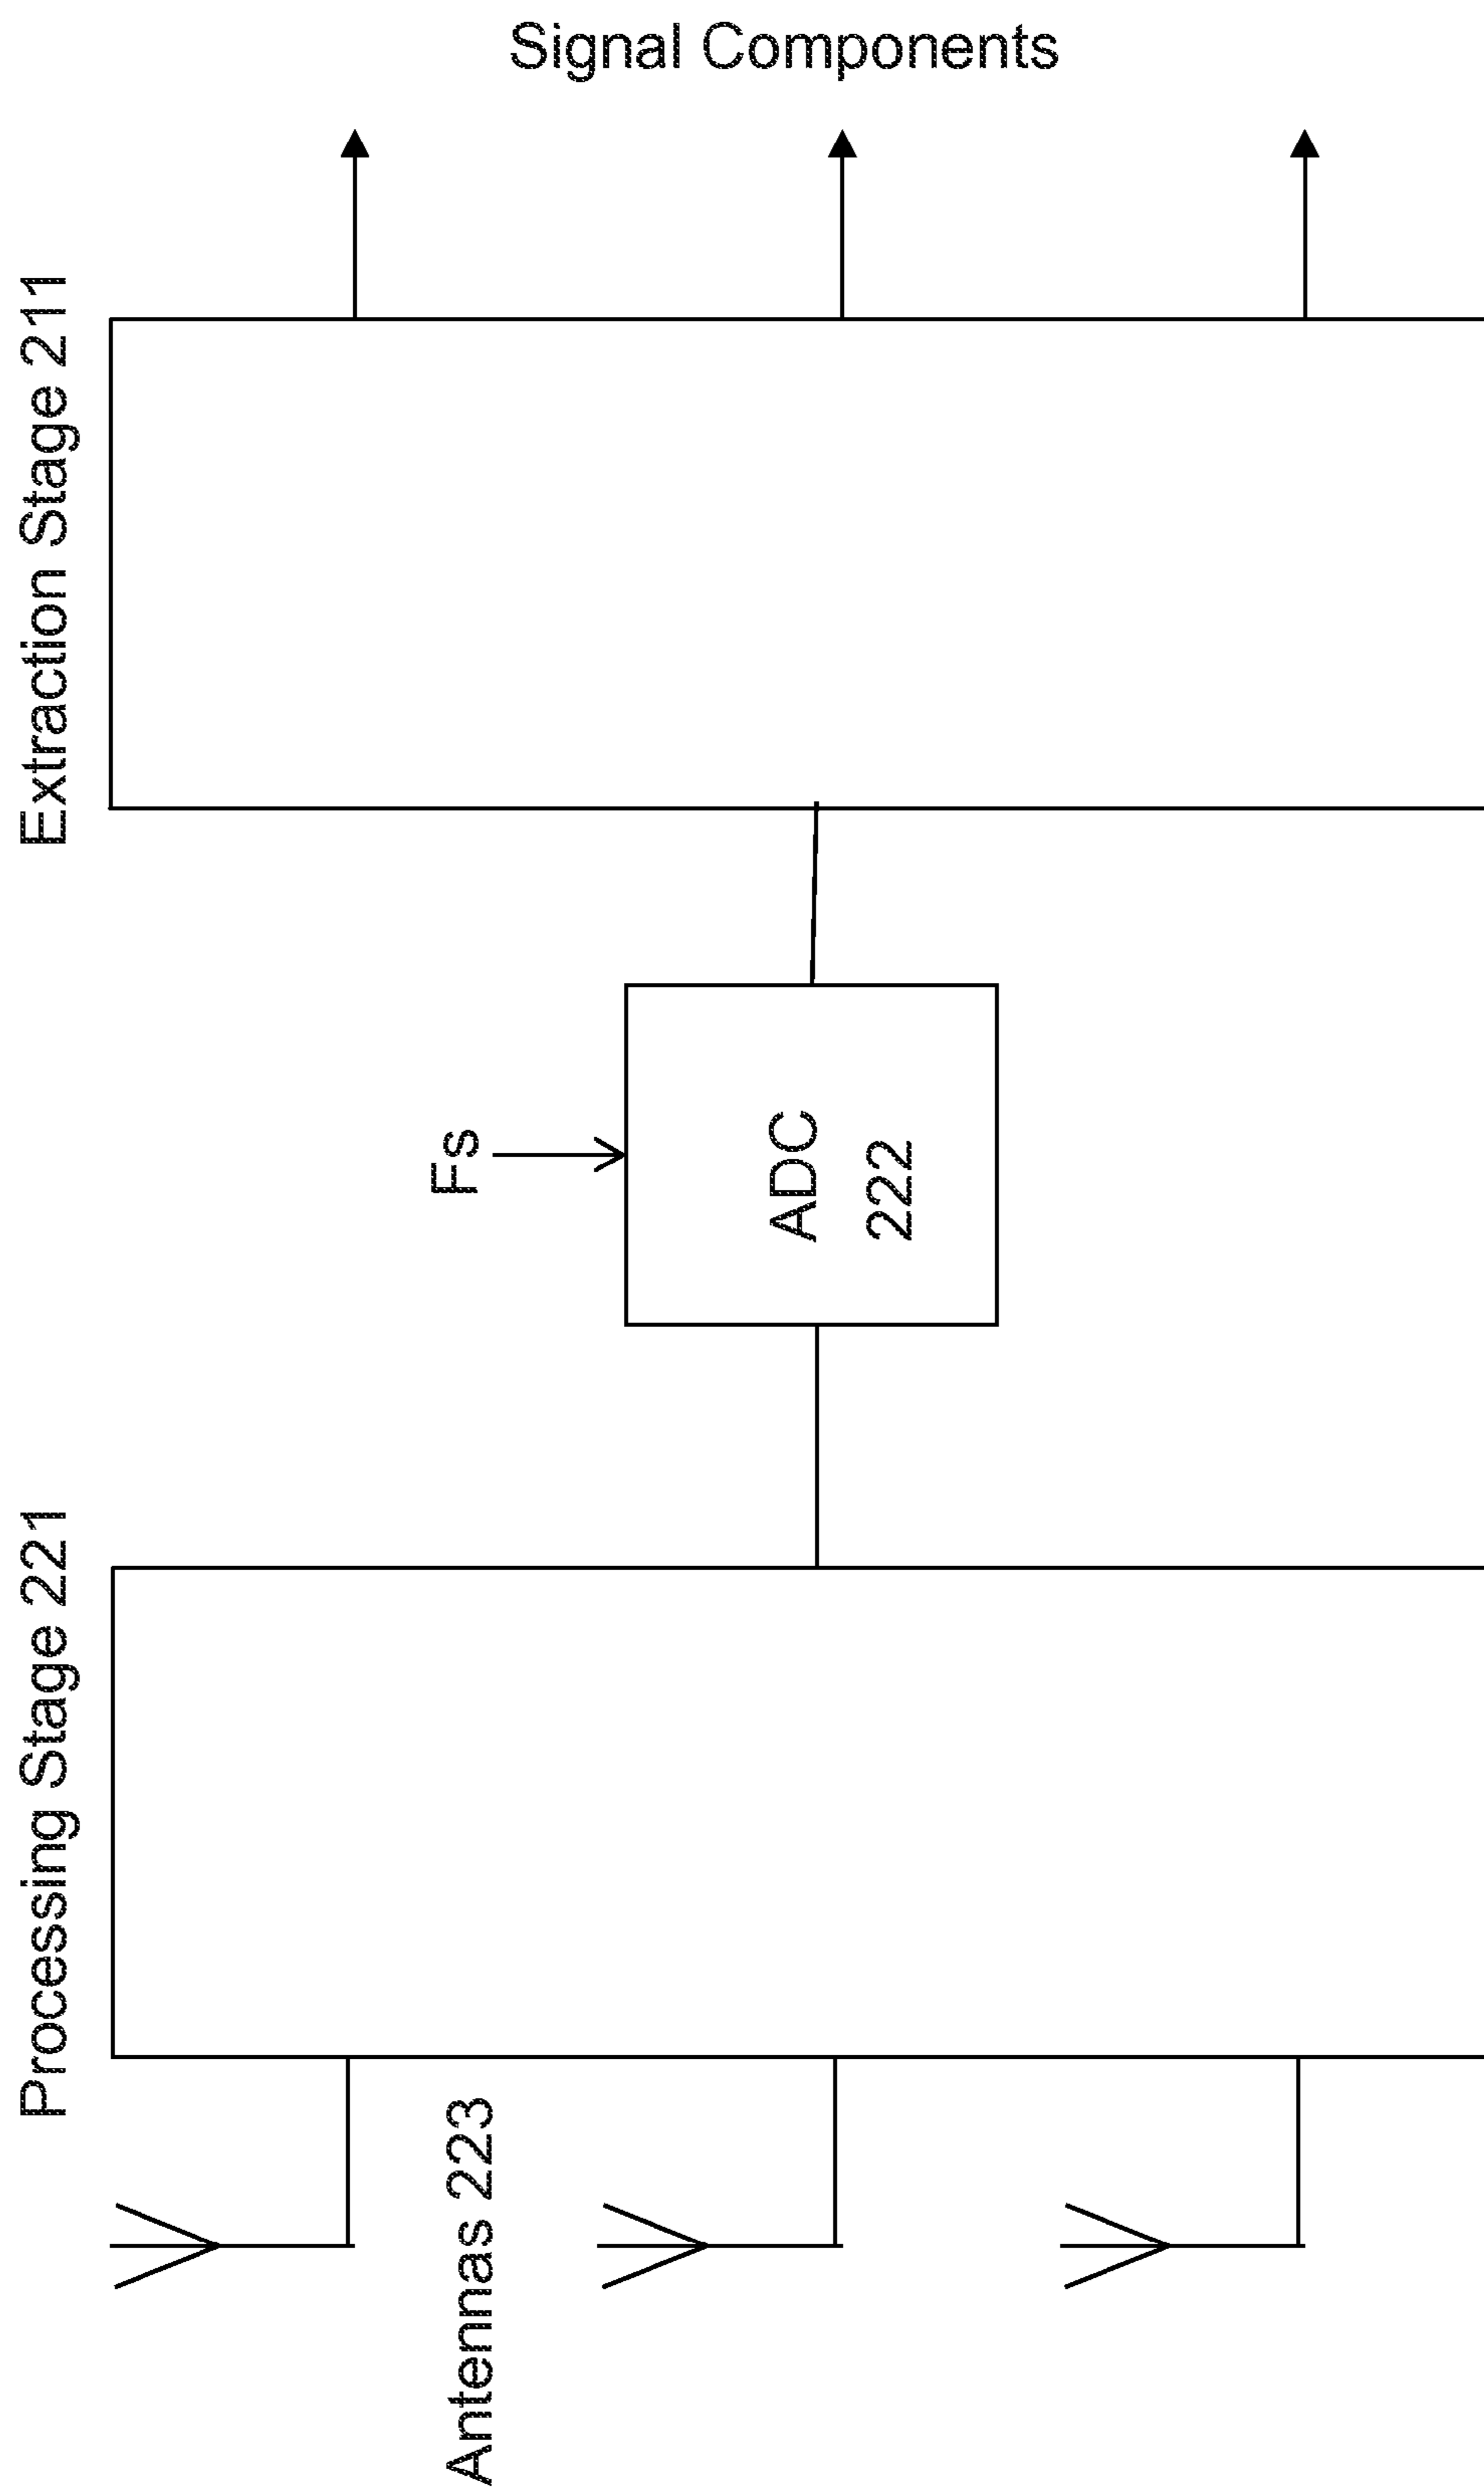 Signal Components
Extraction Stage 211
Fs
ADC
222
Processing Stage 221
Antennas 223